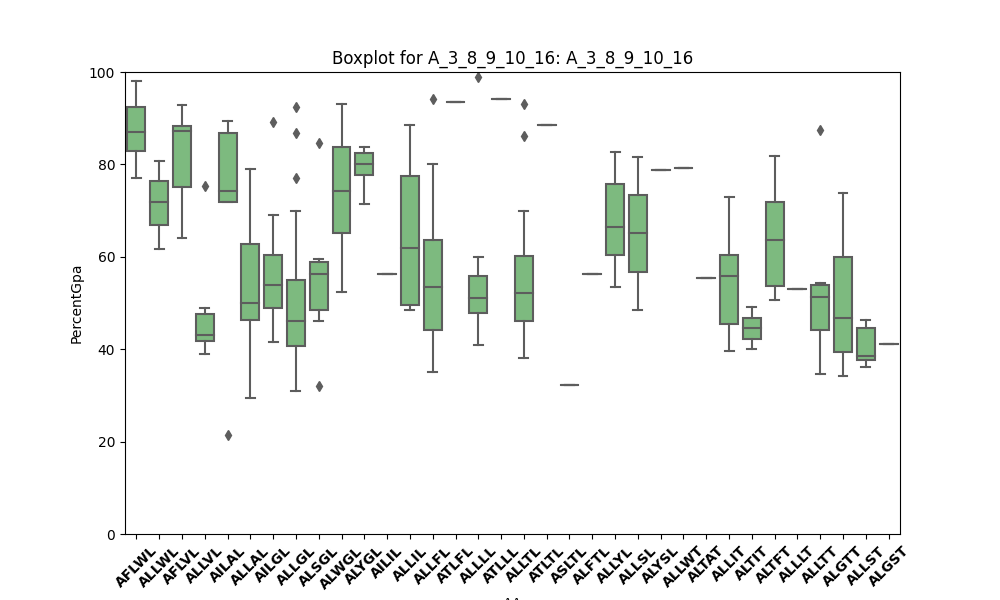 Boxplot for A_3_8_9_10_16: A_3_8_9_10_16
PercentGpa
100
80
60
40
20
0
AFLWL ALLWL AFLVL ALLVL AILAL ALLAL AILGL ALLGL ALSGL ALWGL ALYGL AILIL ALLIL ALLFL ATLFL ALLLL ATLLL ALLTL ATLTL ASLTL ALFTL ALLYL ALLSL ALYSL ALLWT ALTAT ALLIT ALTIT ALTFT ALLLT ALLTT ALGTT ALLST ALGST